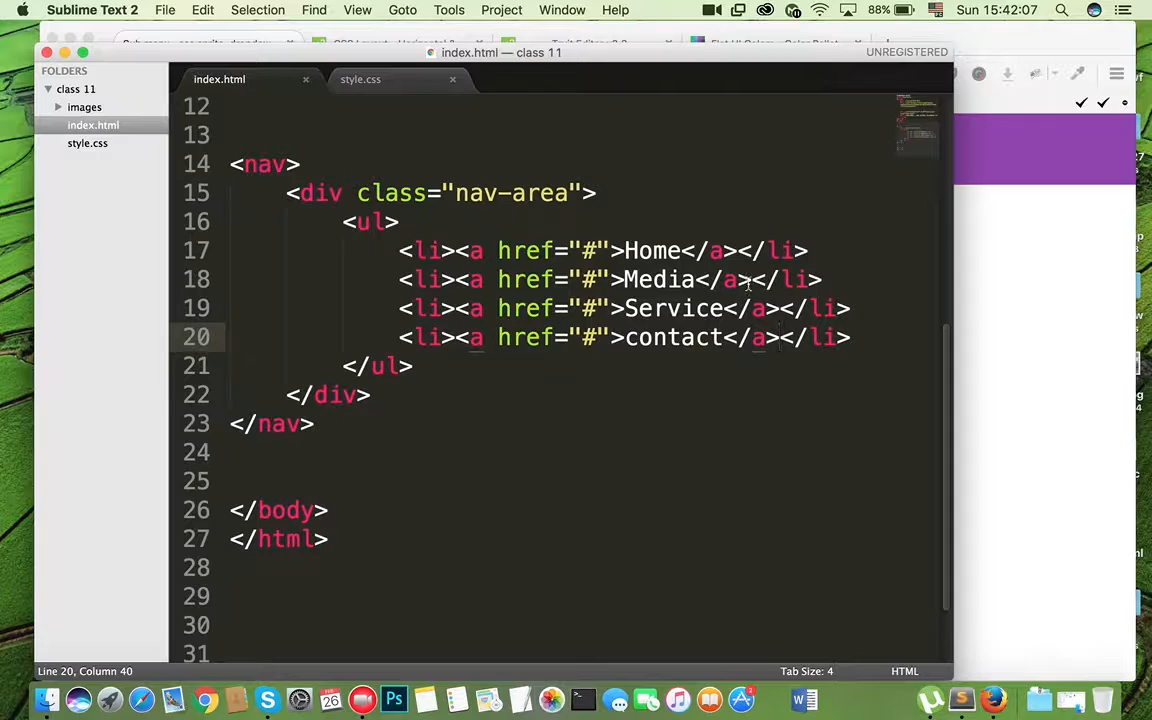 Sublime Text 2 File Edit Selection Find View Goto Tools Project Window Help 88% Sun 15:42:07
index.html — class 11 UNREGISTERED
FOLDERS
class 11
images
index.html
style.css
index.html × style.css ×
12
13
14 <nav>
15 <div class="nav-area">
16 <ul>
17 <li><a href="#">Home</a></li>
18 <li><a href="#">Media</a></li>
19 <li><a href="#">Service</a></li>
20 <li><a href="#">contact</a></li>
21 </ul>
22 </div>
23 </nav>
24
25
26 </body>
27 </html>
28
29
30
31
Line 20, Column 40 Tab Size: 4 HTML
FEB
26
Ps
W